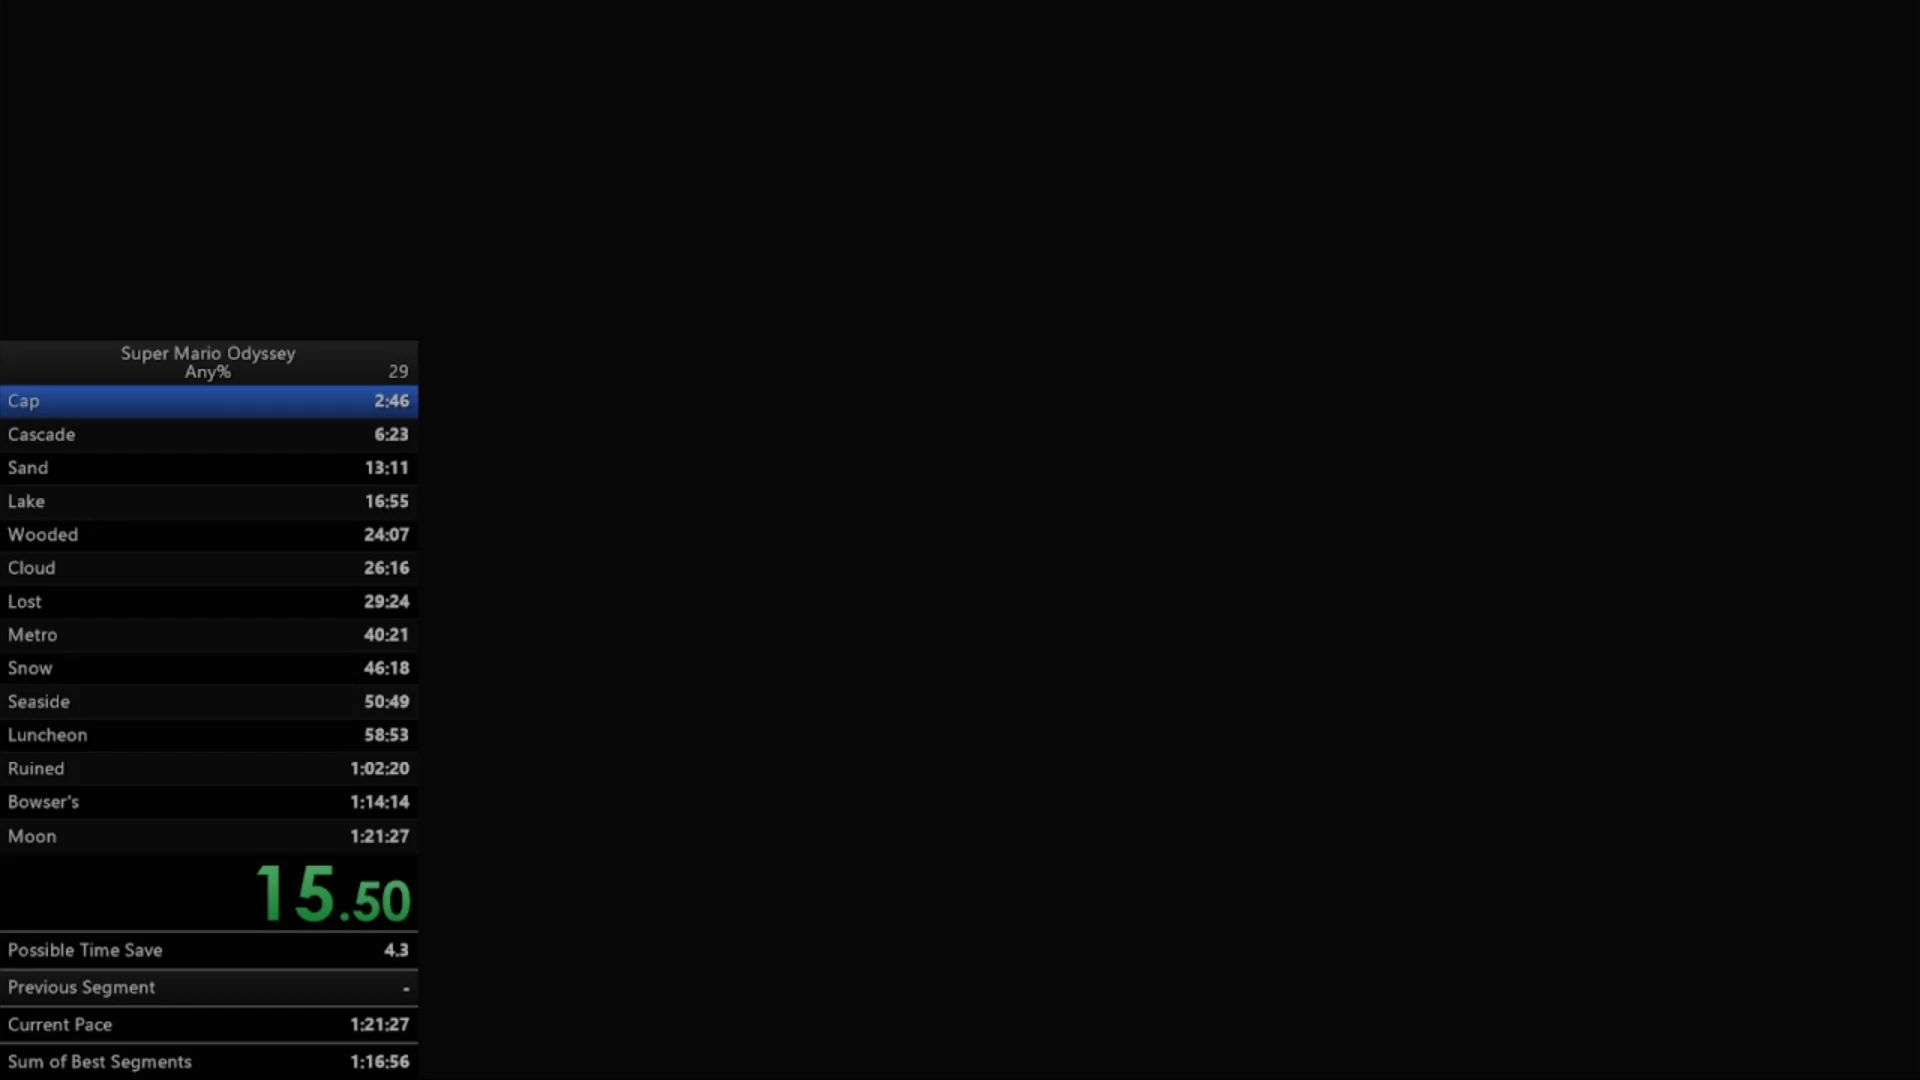 Super Mario Odyssey
Any% 29
Cap 2:46
Cascade 6:23
Sand 13:11
Lake 16:55
Wooded 24:07
Cloud 26:16
Lost 29:24
Metro 40:21
Snow 46:18
Seaside 50:49
Luncheon 58:53
Ruined 1:02:20
Bowser's 1:14:14
Moon 1:21:27
15.50
Possible Time Save 4.3
Previous Segment -
Current Pace 1:21:27
Sum of Best Segments 1:16:56